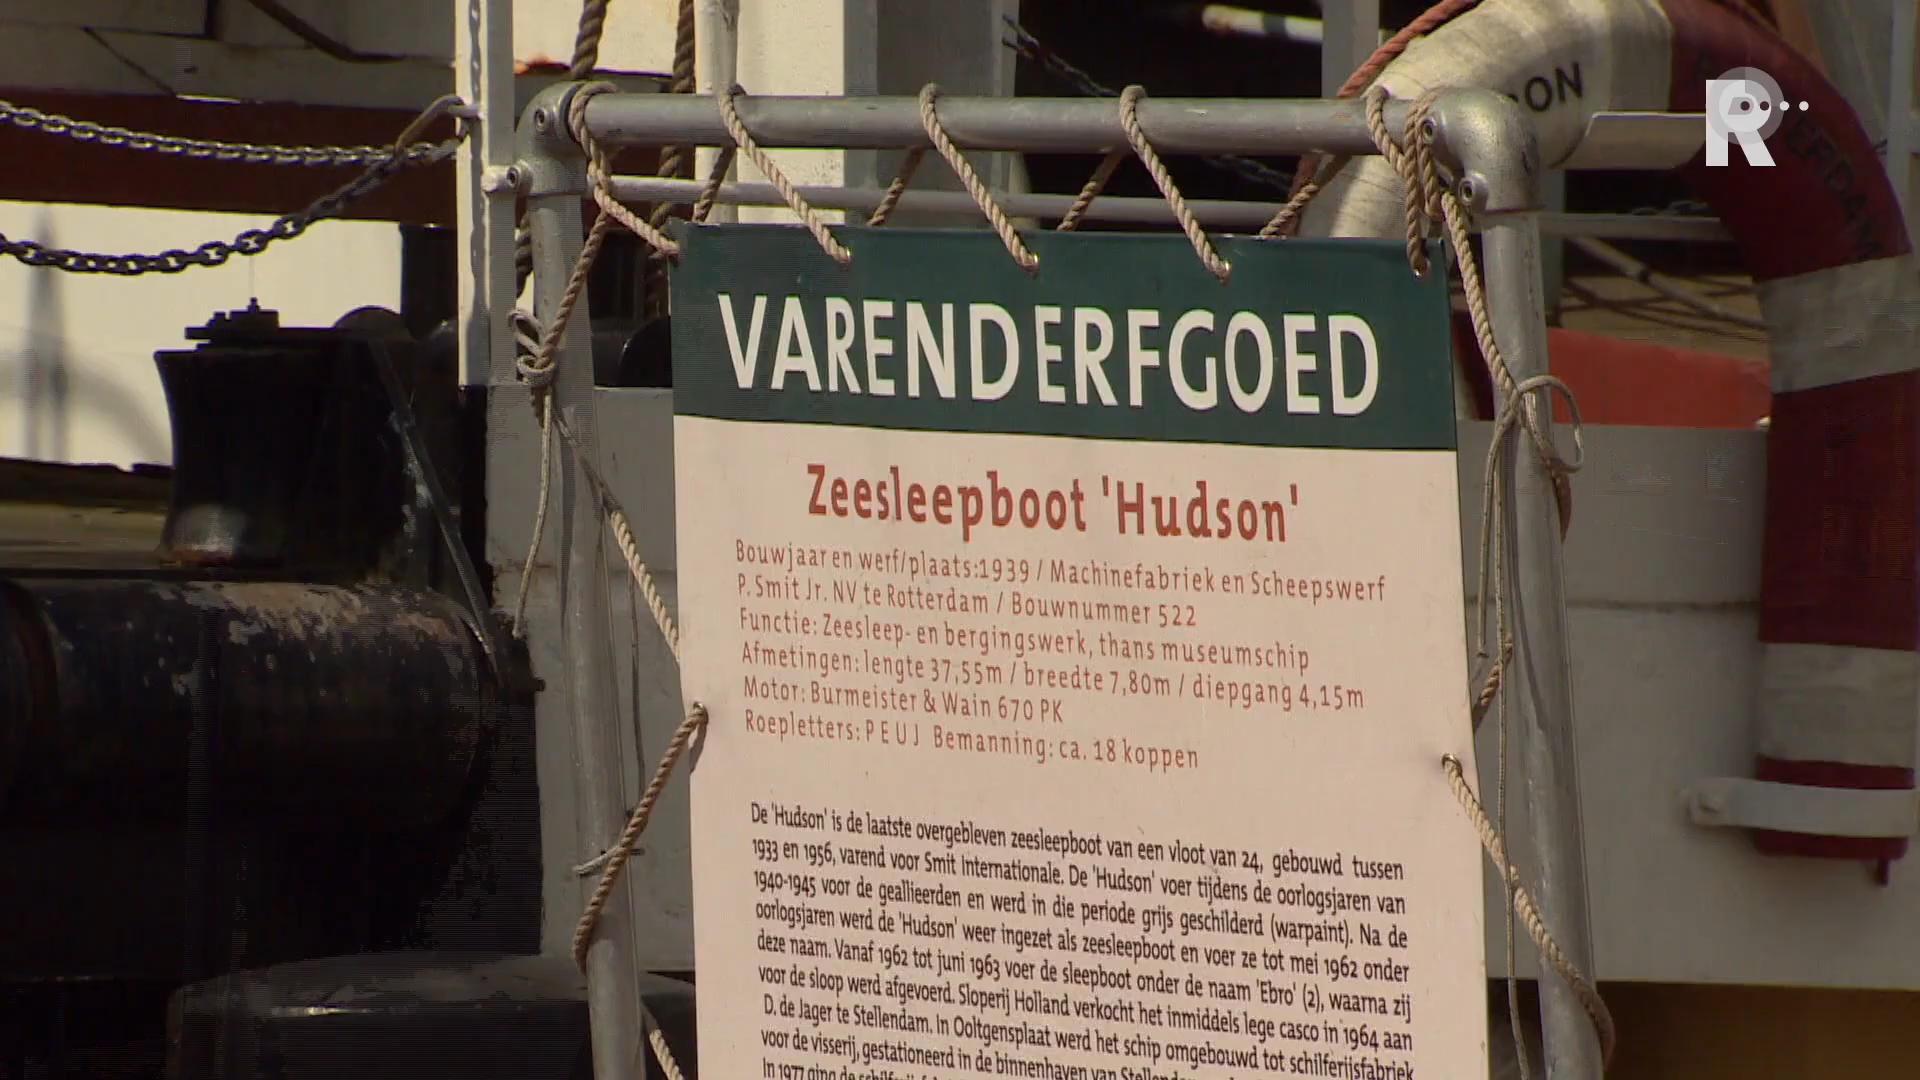 ON
R
ERDAM
VAREND ERFGOED
Zeesleepboot 'Hudson'
Bouwjaar en werf/plaats:1939 / Machinefabriek en Scheepswerf
P. Smit Jr. NV te Rotterdam / Bouwnummer 522
Functie: Zeesleep- en bergingswerk, thans museumschip
Afmetingen: lengte 37,55m / breedte 7,80m / diepgang 4,15m
Motor: Burmeister & Wain 670 PK
Roepletters: P E U J Bemanning: ca. 18 koppen
De 'Hudson' is de laatste overgebleven zeesleepboot van een vloot van 24, gebouwd tussen
1933 en 1956, varend voor Smit Internationale. De 'Hudson' voer tijdens de oorlogsjaren van
1940-1945 voor de geallieerden en werd in die periode grijs geschilderd (warpaint). Na de
oorlogsjaren werd de 'Hudson' weer ingezet als zeesleepboot en voer ze tot mei 1962 onder
deze naam. Vanaf 1962 tot juni 1963 voer de sleepboot onder de naam 'Ebro' (2), waarna zij
voor de sloop werd afgevoerd. Sloperij Holland verkocht het inmiddels lege casco in 1964 aan
D. de Jager te Stellendam. In Ooltgensplaat werd het schip omgebouwd tot schilferijsfabriek
voor de visserij, gestationeerd in de binnenhaven van
In 1977 ging de